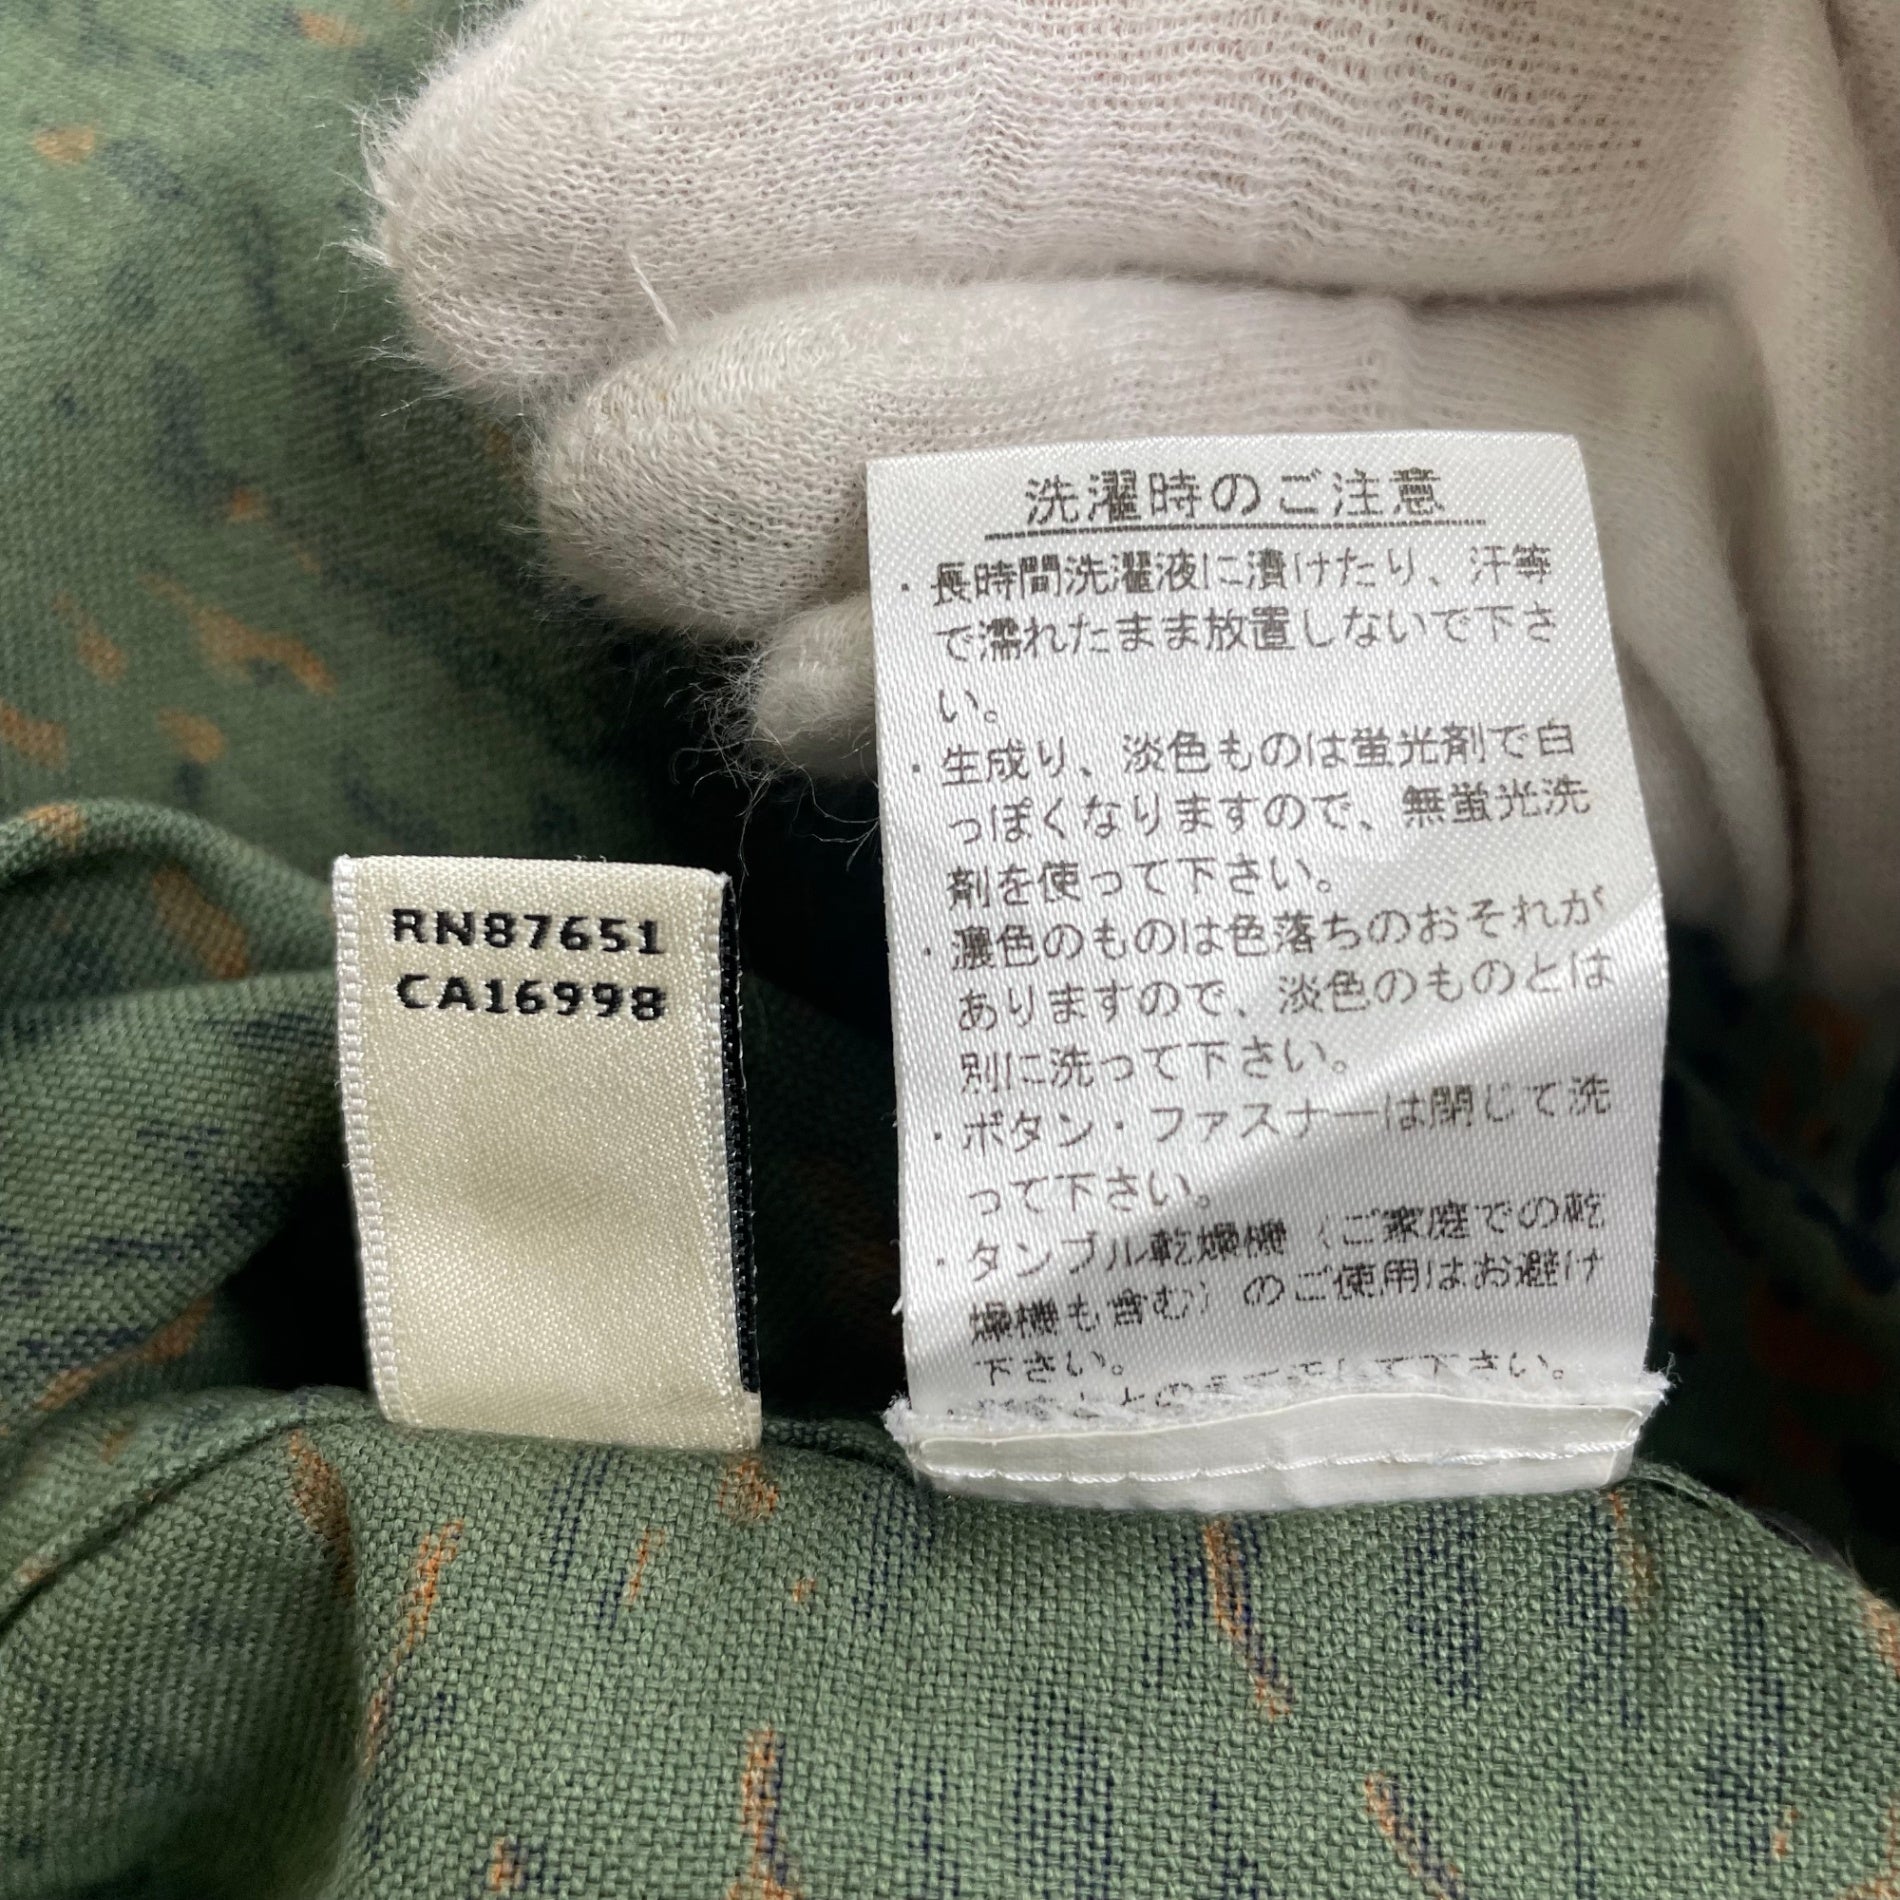 RN87651
CA16998
洗濯時のご注意
・長時間洗濯液に漬けたり、汗等
で濡れたまま放置しないで下さ
い。
・生成り、淡色ものは蛍光剤で白
っぽくなりますので、無蛍光洗
剤を使って下さい。
・濃色のものは色落ちのおそれが
ありますので、淡色のものとは
別に洗って下さい。
・ボタン・ファスナーは閉じて洗
って下さい。
・タンブル乾燥機（ご家庭での乾
燥機も含む）のご使用はお避け
下さい。
して下さい。